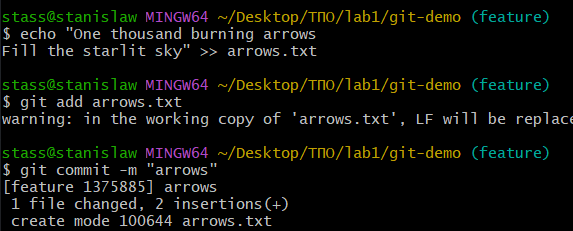 stass@stanislaw MINGW64 ~/Desktop/ТПО/lab1/git-demo (feature)
$ echo "One thousand burning arrows
Fill the starlit sky" >> arrows.txt
stass@stanislaw MINGW64 ~/Desktop/ТПО/lab1/git-demo (feature)
$ git add arrows.txt
warning: in the working copy of 'arrows.txt', LF will be replace
stass@stanislaw MINGW64 ~/Desktop/ТПО/lab1/git-demo (feature)
$ git commit -m "arrows"
[feature 1375885] arrows
 1 file changed, 2 insertions(+)
 create mode 100644 arrows.txt